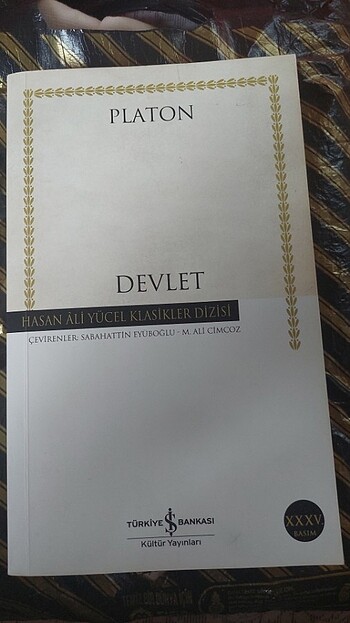 PLATON
DEVLET
HASAN ÂLİ YÜCEL KLASİKLER DİZİSİ
ÇEVİRENLER: SABAHATTİN EYÜBOĞLU - M. ALİ CİMCOZ
TÜRKİYE İŞ BANKASI
Kültür Yayınları
XXXV.
BASIM